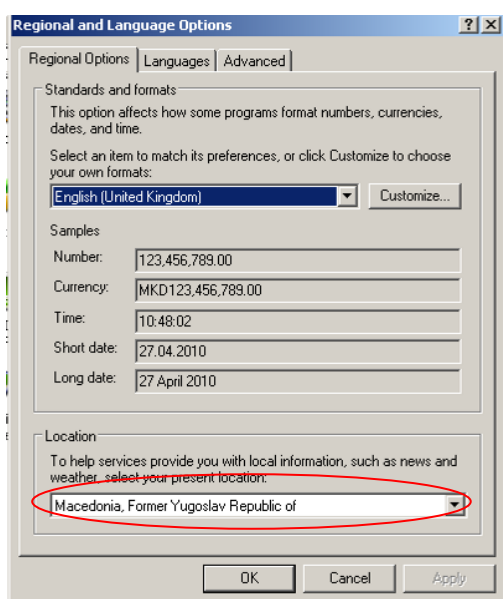 Regional and Language Options
Regional Options Languages Advanced
Standards and formats
This option affects how some programs format numbers, currencies,
dates, and time.
Select an item to match its preferences, or click Customize to choose
your own formats:
English (United Kingdom) Customize...
Samples
Number: 123,456,789.00
Currency: MKD123,456,789.00
Time: 10:48:02
Short date: 27.04.2010
Long date: 27 April 2010
Location
To help services provide you with local information, such as news and
weather, select your present location:
Macedonia, Former Yugoslav Republic of
OK Cancel Apply